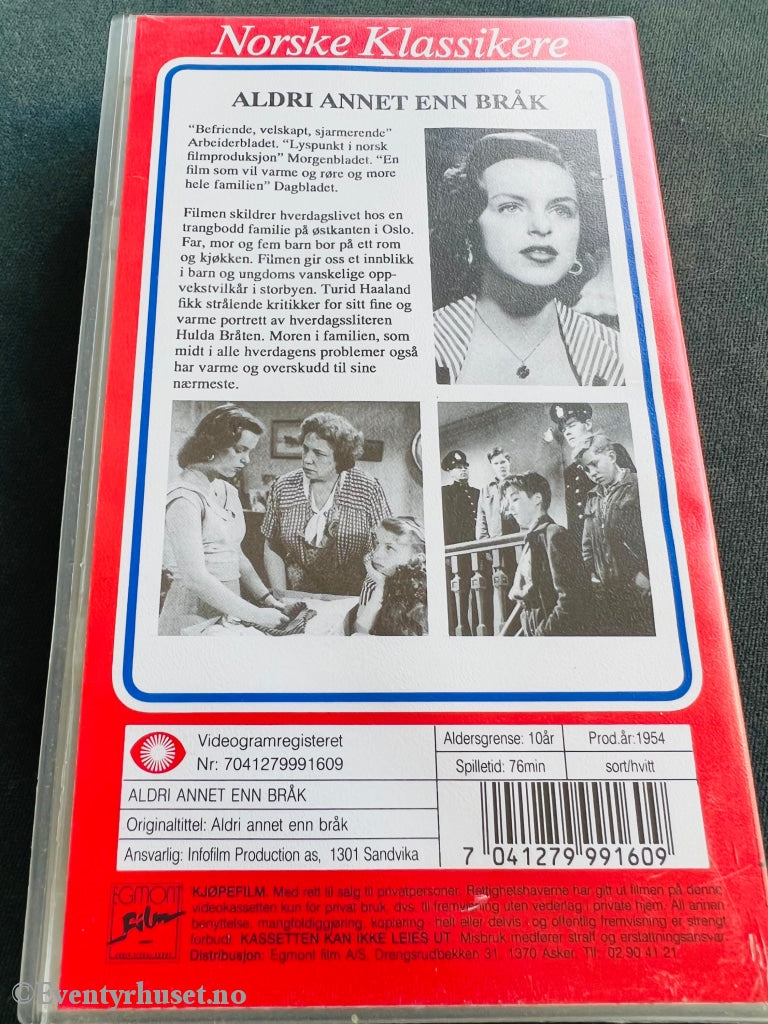 Norske Klassikere
ALDRI ANNET ENN BRÅK
"Befriende, velskapt, sjarmerende"
Arbeiderbladet. "Lyspunkt i norsk
filmproduksjon" Morgenbladet. "En
film som vil varme og røre og more
hele familien" Dagbladet.
Filmen skildrer hverdagslivet hos en
trangbodd familie på østkanten i Oslo.
Far, mor og fem barn bor på ett rom
og kjøkken. Filmen gir oss et innblikk
i barn og ungdoms vanskelige opp-
vekstvilkår i storbyen. Turid Haaland
fikk strålende kritikker for sitt fine og
varme portrett av hverdagssliteren
Hulda Bråten. Moren i familien, som
midt i alle hverdagens problemer også
har varme og overskudd til sine
nærmeste.
Videogramregisteret
Nr: 7041279991609
Aldersgrense: 10år
Prod.år:1954
Spilletid: 76min
sort/hvitt
ALDRI ANNET ENN BRÅK
Originaltittel: Aldri annet enn bråk
Ansvarlig: Infofilm Production as, 1301 Sandvika
7 041279 991609
EGMONT
Film
KJØPEFILM. Med rett til salg til privatpersoner. Rettighetshaverne har gitt ut filmen på denne
videokassetten kun for privat bruk, dvs. til fremvisning uten vederlag i private hjem. All annen
benyttelse, mangfoldiggjøring, kopiering - helt eller delvis - og offentlig fremvisning er strengt
forbudt. KASSETTEN KAN IKKE LEIES UT. Misbruk medfører straff og erstatningsansvar.
Distribusjon: Egmont film A/S, Drengsrudbekken 31, 1370 Asker. Tlf: 02 90 41 21
© Eventyrhuset.no